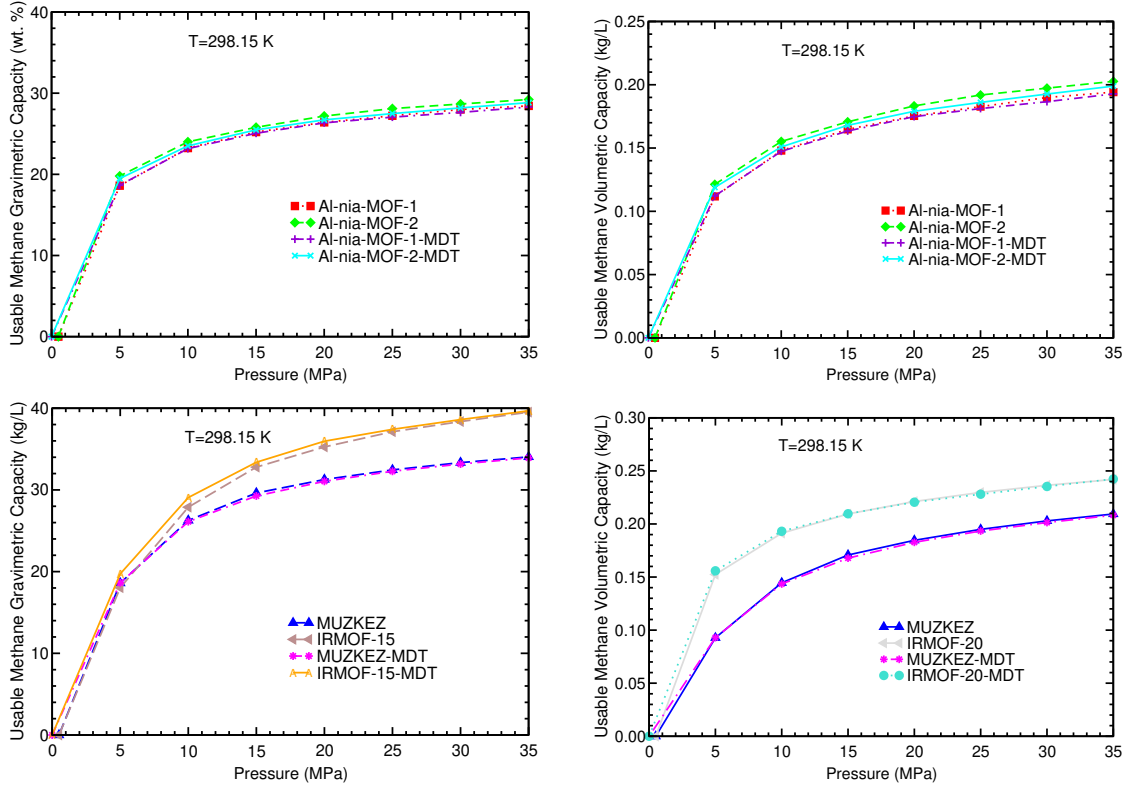 Usable Methane Gravimetric Capacity (wt. %)
40
30
20
10
0
T=298.15 K
Al-nia-MOF-1
Al-nia-MOF-2
Al-nia-MOF-1-MDT
Al-nia-MOF-2-MDT
0 5 10 15 20 25 30 35
Pressure (MPa)
Usable Methane Volumetric Capacity (kg/L)
0.25
0.20
0.15
0.10
0.05
0.00
T=298.15 K
Al-nia-MOF-1
Al-nia-MOF-2
Al-nia-MOF-1-MDT
Al-nia-MOF-2-MDT
0 5 10 15 20 25 30 35
Pressure (MPa)
Usable Methane Gravimetric Capacity (kg/L)
40
30
20
10
0
T=298.15 K
MUZKEZ
IRMOF-15
MUZKEZ-MDT
IRMOF-15-MDT
0 5 10 15 20 25 30 35
Pressure (MPa)
Usable Methane Volumetric Capacity (kg/L)
0.30
0.25
0.20
0.15
0.10
0.05
0.00
T=298.15 K
MUZKEZ
IRMOF-20
MUZKEZ-MDT
IRMOF-20-MDT
0 5 10 15 20 25 30 35
Pressure (MPa)